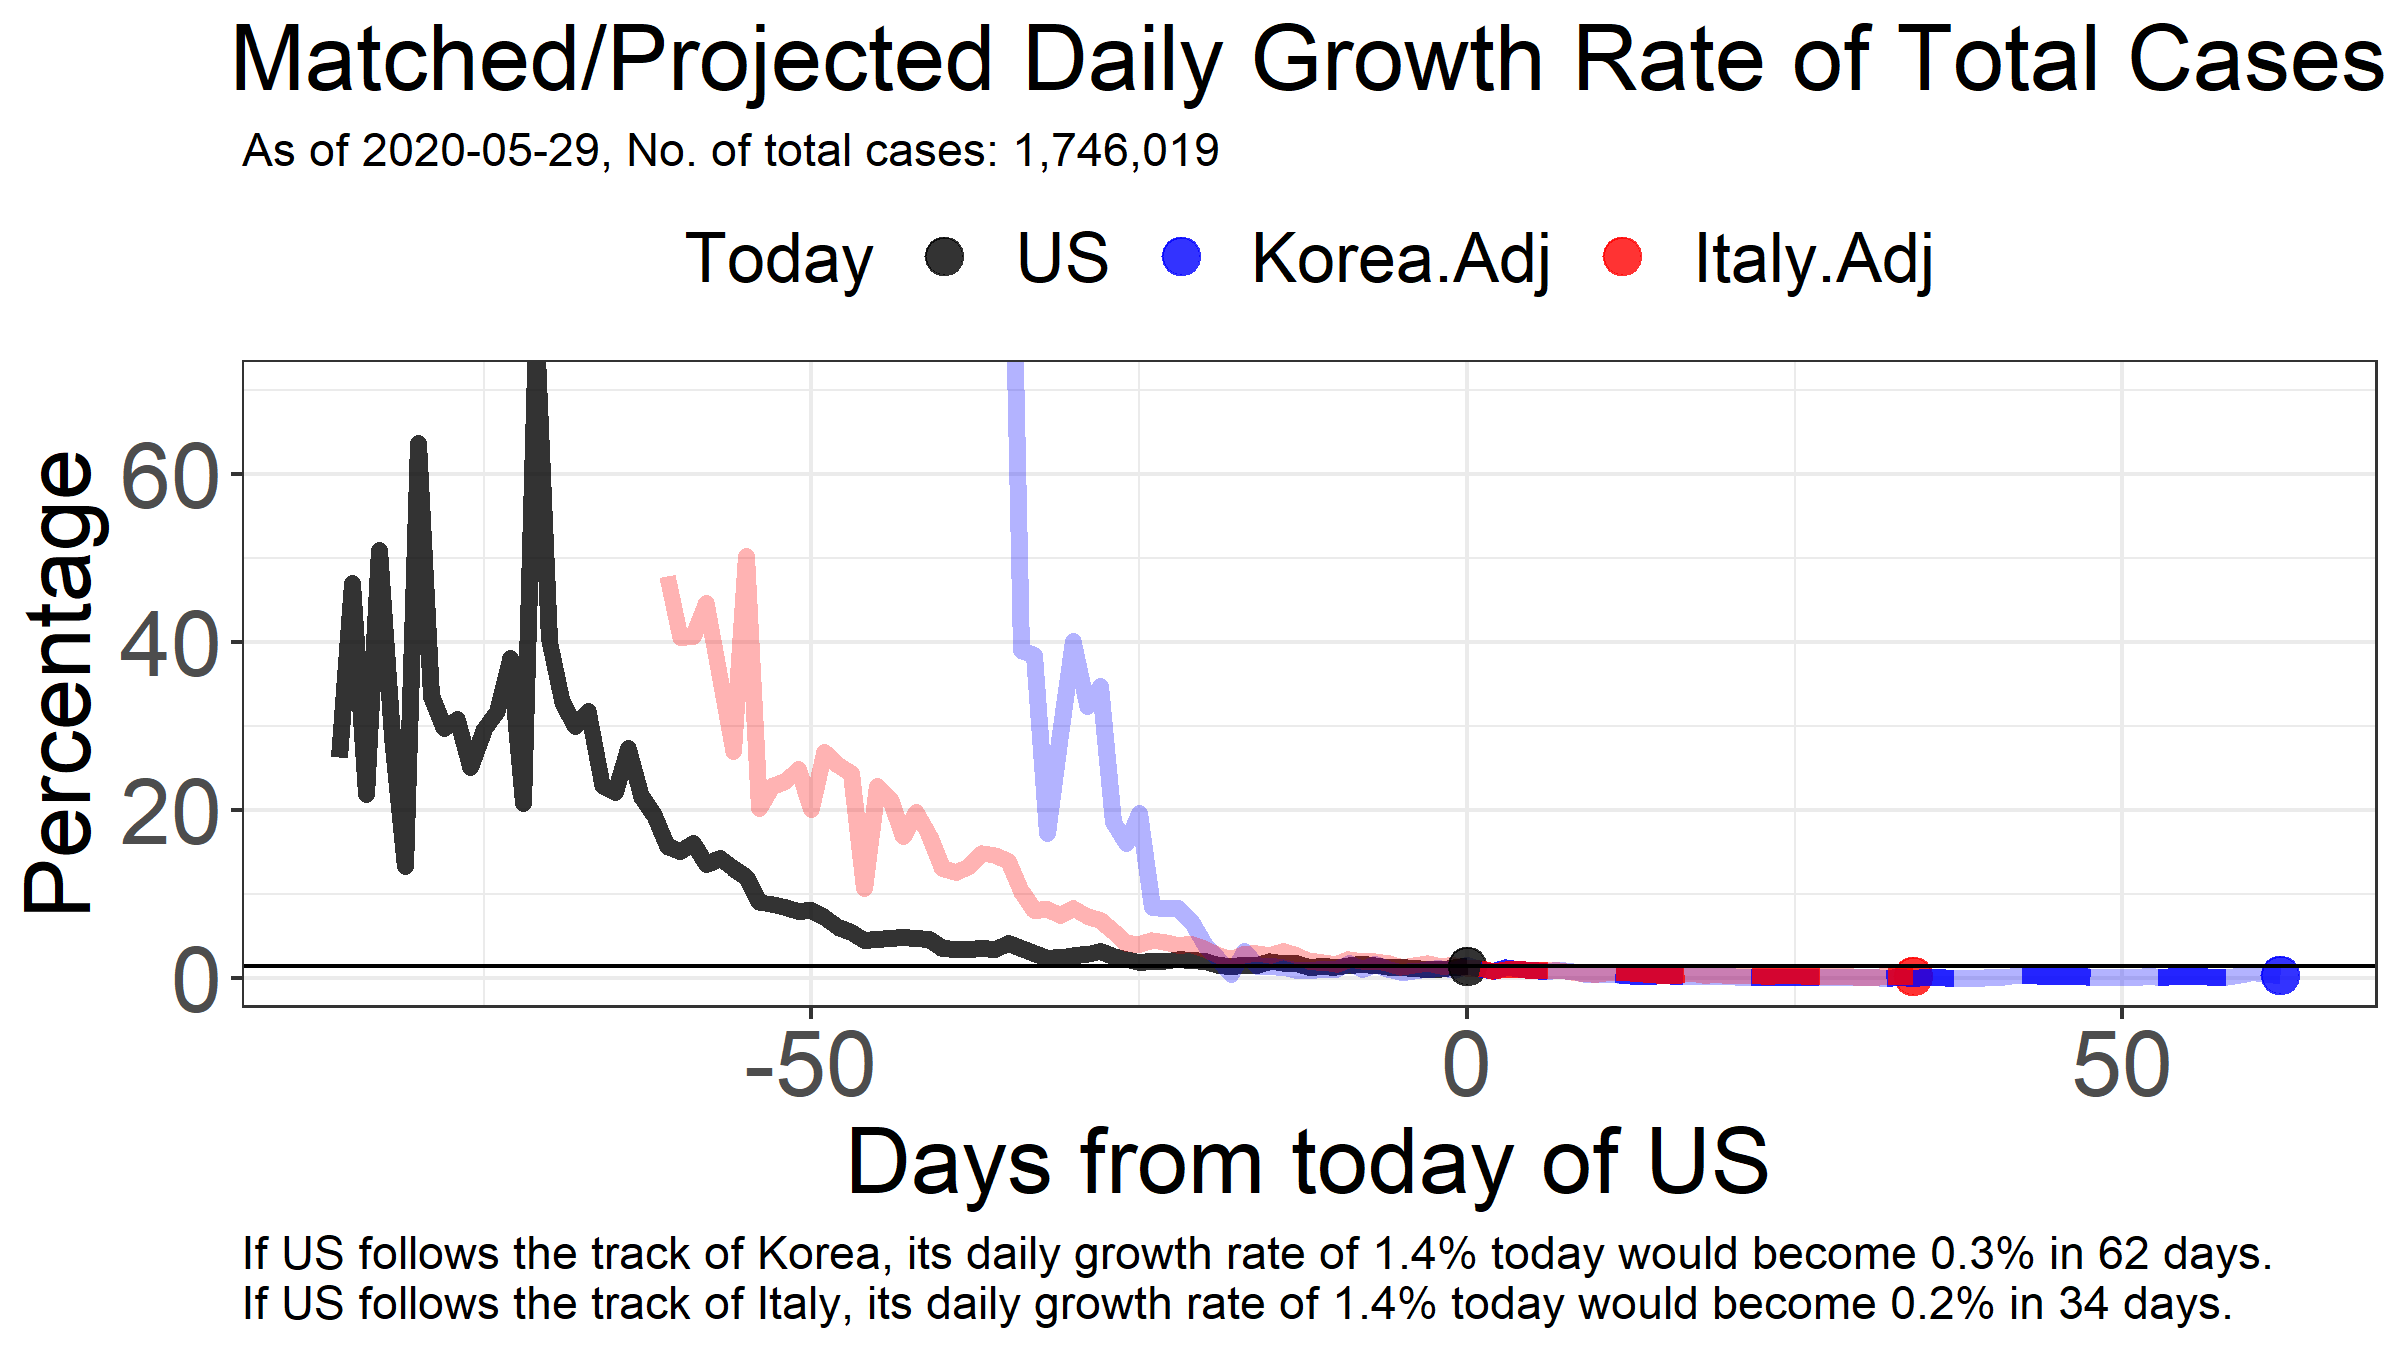 Matched/Projected Daily Growth Rate of Total Cases
As of 2020-05-29, No. of total cases: 1,746,019
Today US Korea.Adj Italy.Adj
Percentage
60
40
20
0
-50 0 50
Days from today of US
If US follows the track of Korea, its daily growth rate of 1.4% today would become 0.3% in 62 days.
If US follows the track of Italy, its daily growth rate of 1.4% today would become 0.2% in 34 days.